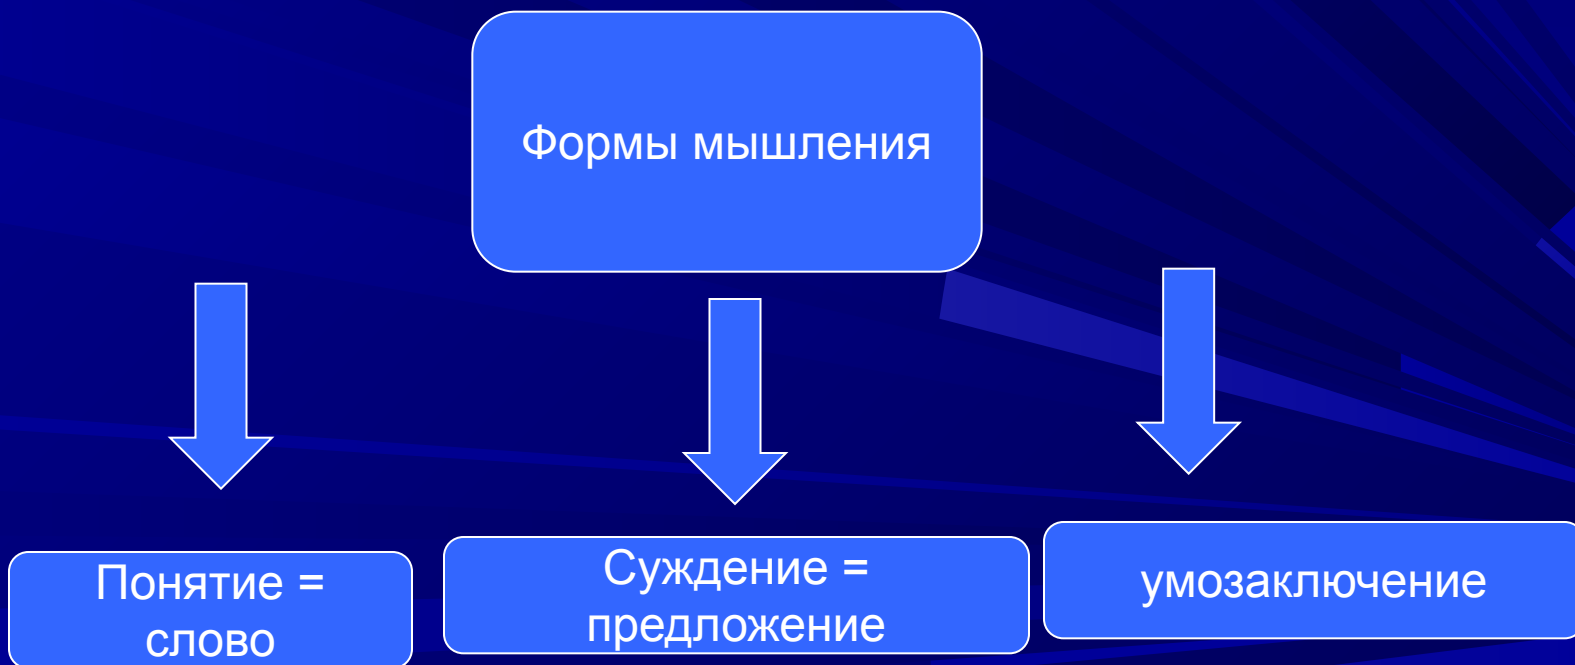 Формы мышления
Понятие =
слово
Суждение =
предложение
умозаключение